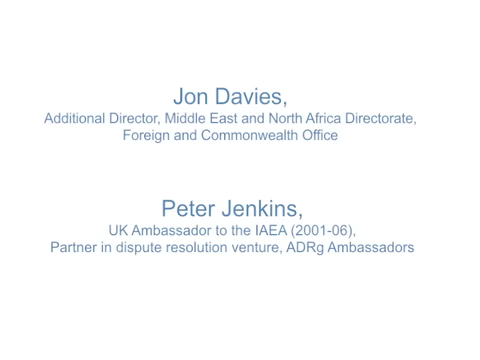 Jon Davies,
Additional Director, Middle East and North Africa Directorate,
Foreign and Commonwealth Office
Peter Jenkins,
UK Ambassador to the IAEA (2001-06),
Partner in dispute resolution venture, ADRg Ambassadors